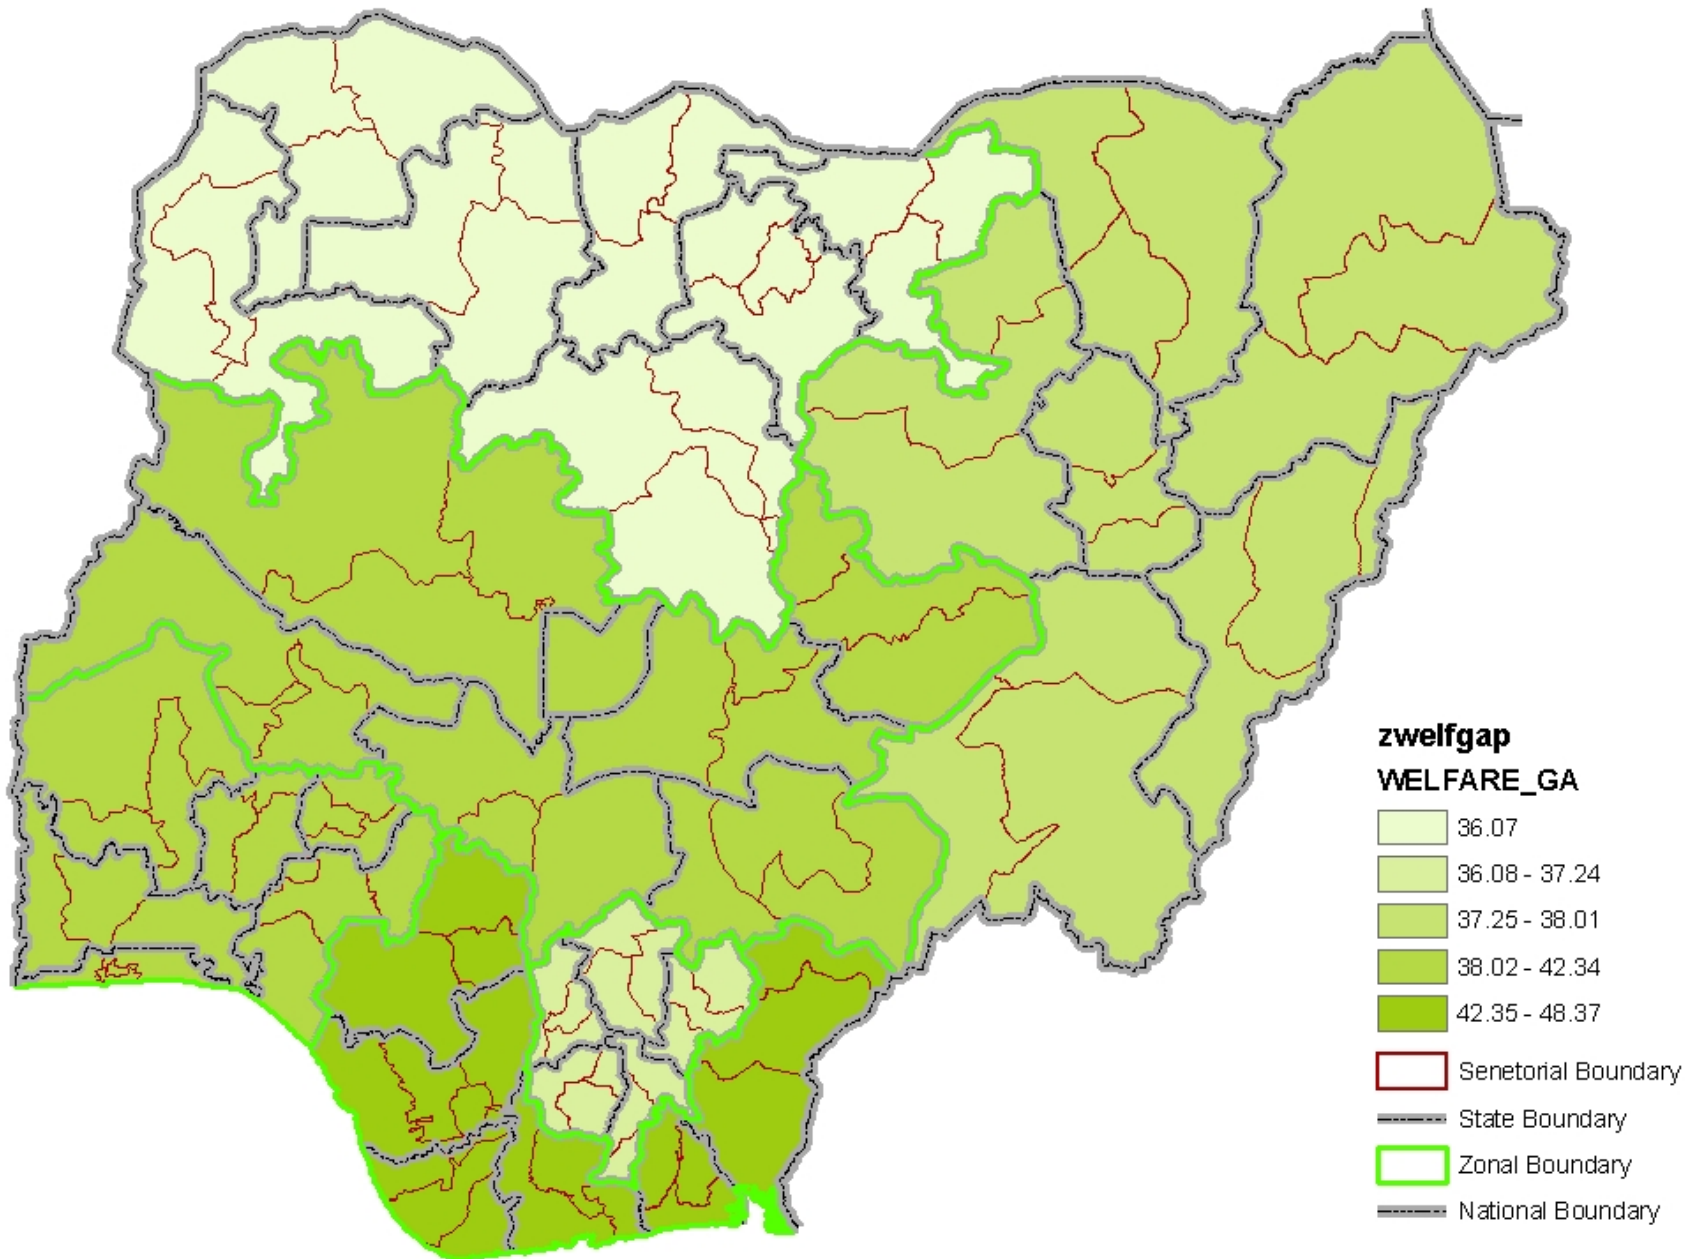 zwelfgap
WELFARE_GA
36.07
36.08 - 37.24
37.25 - 38.01
38.02 - 42.34
42.35 - 48.37
Senetorial Boundary
State Boundary
Zonal Boundary
National Boundary